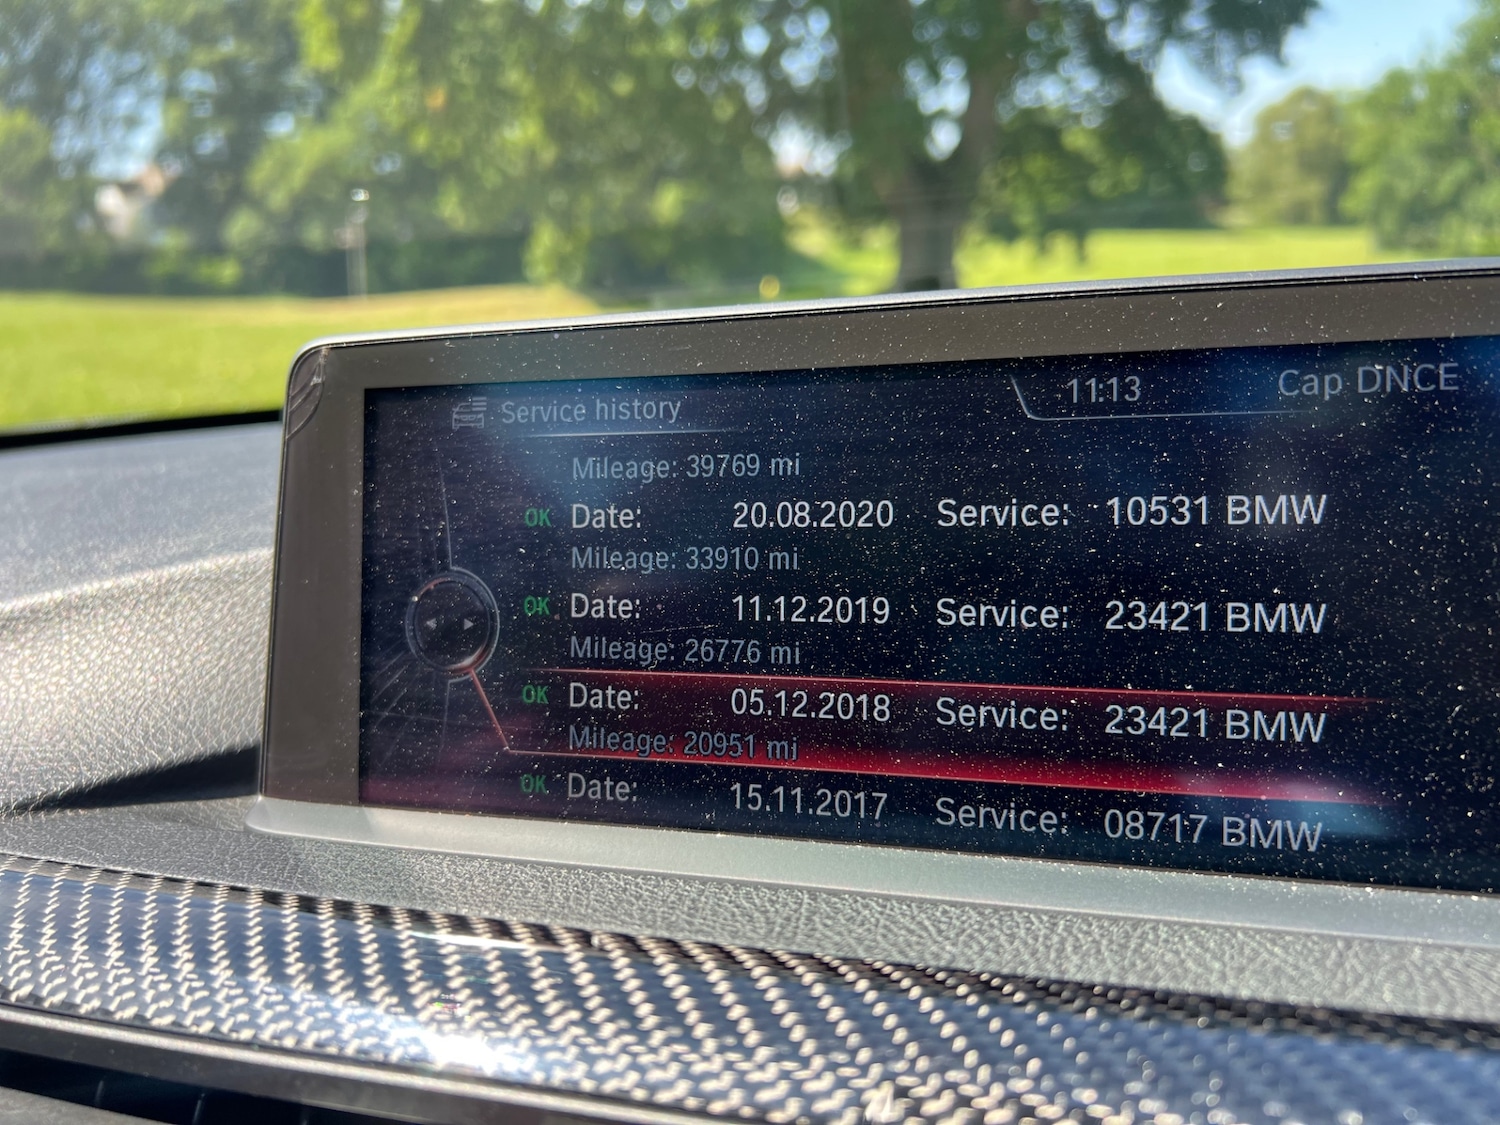 Service history 11:13 Cap DNCE
Mileage: 39769 mi
OK Date: 20.08.2020 Service: 10531 BMW
Mileage: 33910 mi
OK Date: 11.12.2019 Service: 23421 BMW
Mileage: 26776 mi
OK Date: 05.12.2018 Service: 23421 BMW
Mileage: 20951 mi
OK Date: 15.11.2017 Service: 08717 BMW